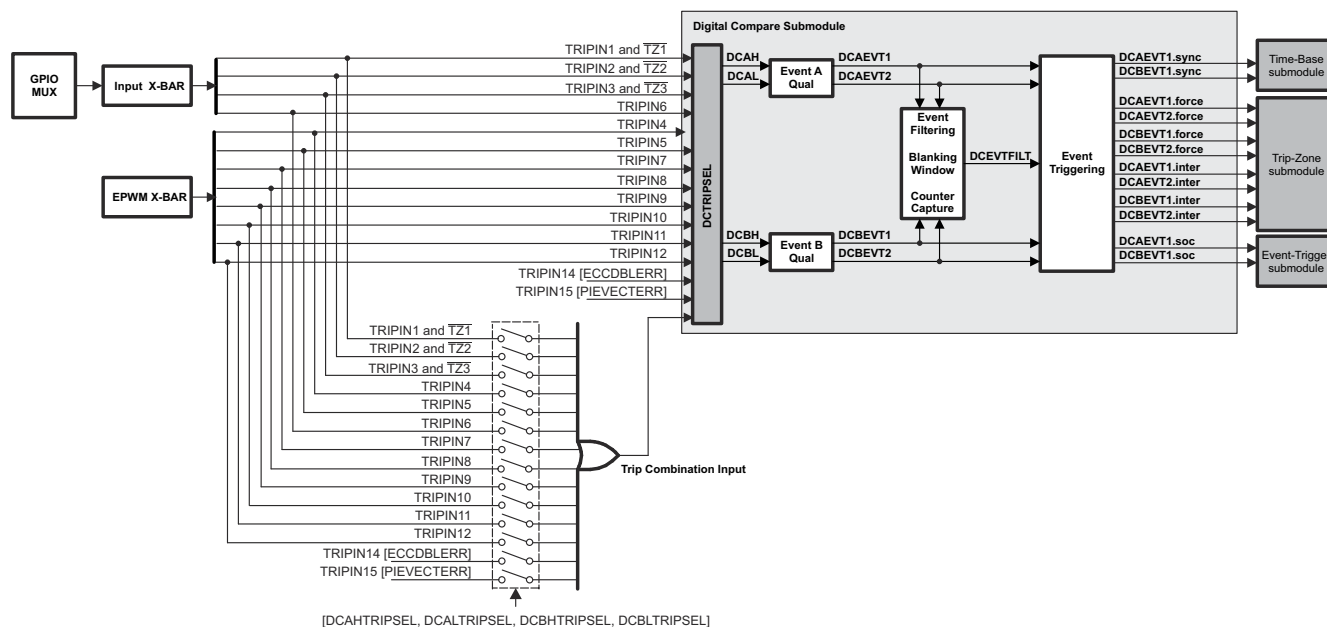 Digital Compare Submodule
GPIO
MUX
Input X-BAR
EPWM X-BAR
TRIPIN1 and TZ1
TRIPIN2 and TZ2
TRIPIN3 and TZ3
TRIPIN6
TRIPIN4
TRIPIN5
TRIPIN7
TRIPIN8
TRIPIN9
TRIPIN10
TRIPIN11
TRIPIN12
TRIPIN14 [ECCDBLERR]
TRIPIN15 [PIEVECTERR]
DCTRIPSEL
DCAH
DCAL
Event A
Qual
DCAEVT1
DCAEVT2
Event
Filtering
Blanking
Window
Counter
Capture
DCEVTFILT
DCBH
DCBL
Event B
Qual
DCBEVT1
DCBEVT2
Event
Triggering
DCAEVT1.sync
DCBEVT1.sync
DCAEVT1.force
DCAEVT2.force
DCBEVT1.force
DCBEVT2.force
DCAEVT1.inter
DCAEVT2.inter
DCBEVT1.inter
DCBEVT2.inter
DCAEVT1.soc
DCBEVT1.soc
Time-Base
submodule
Trip-Zone
submodule
Event-Trigge
submodule
TRIPIN1 and TZ1
TRIPIN2 and TZ2
TRIPIN3 and TZ3
TRIPIN4
TRIPIN5
TRIPIN6
TRIPIN7
TRIPIN8
TRIPIN9
TRIPIN10
TRIPIN11
TRIPIN12
TRIPIN14 [ECCDBLERR]
TRIPIN15 [PIEVECTERR]
Trip Combination Input
[DCAHTRIPSEL, DCALTRIPSEL, DCBHTRIPSEL, DCBLTRIPSEL]